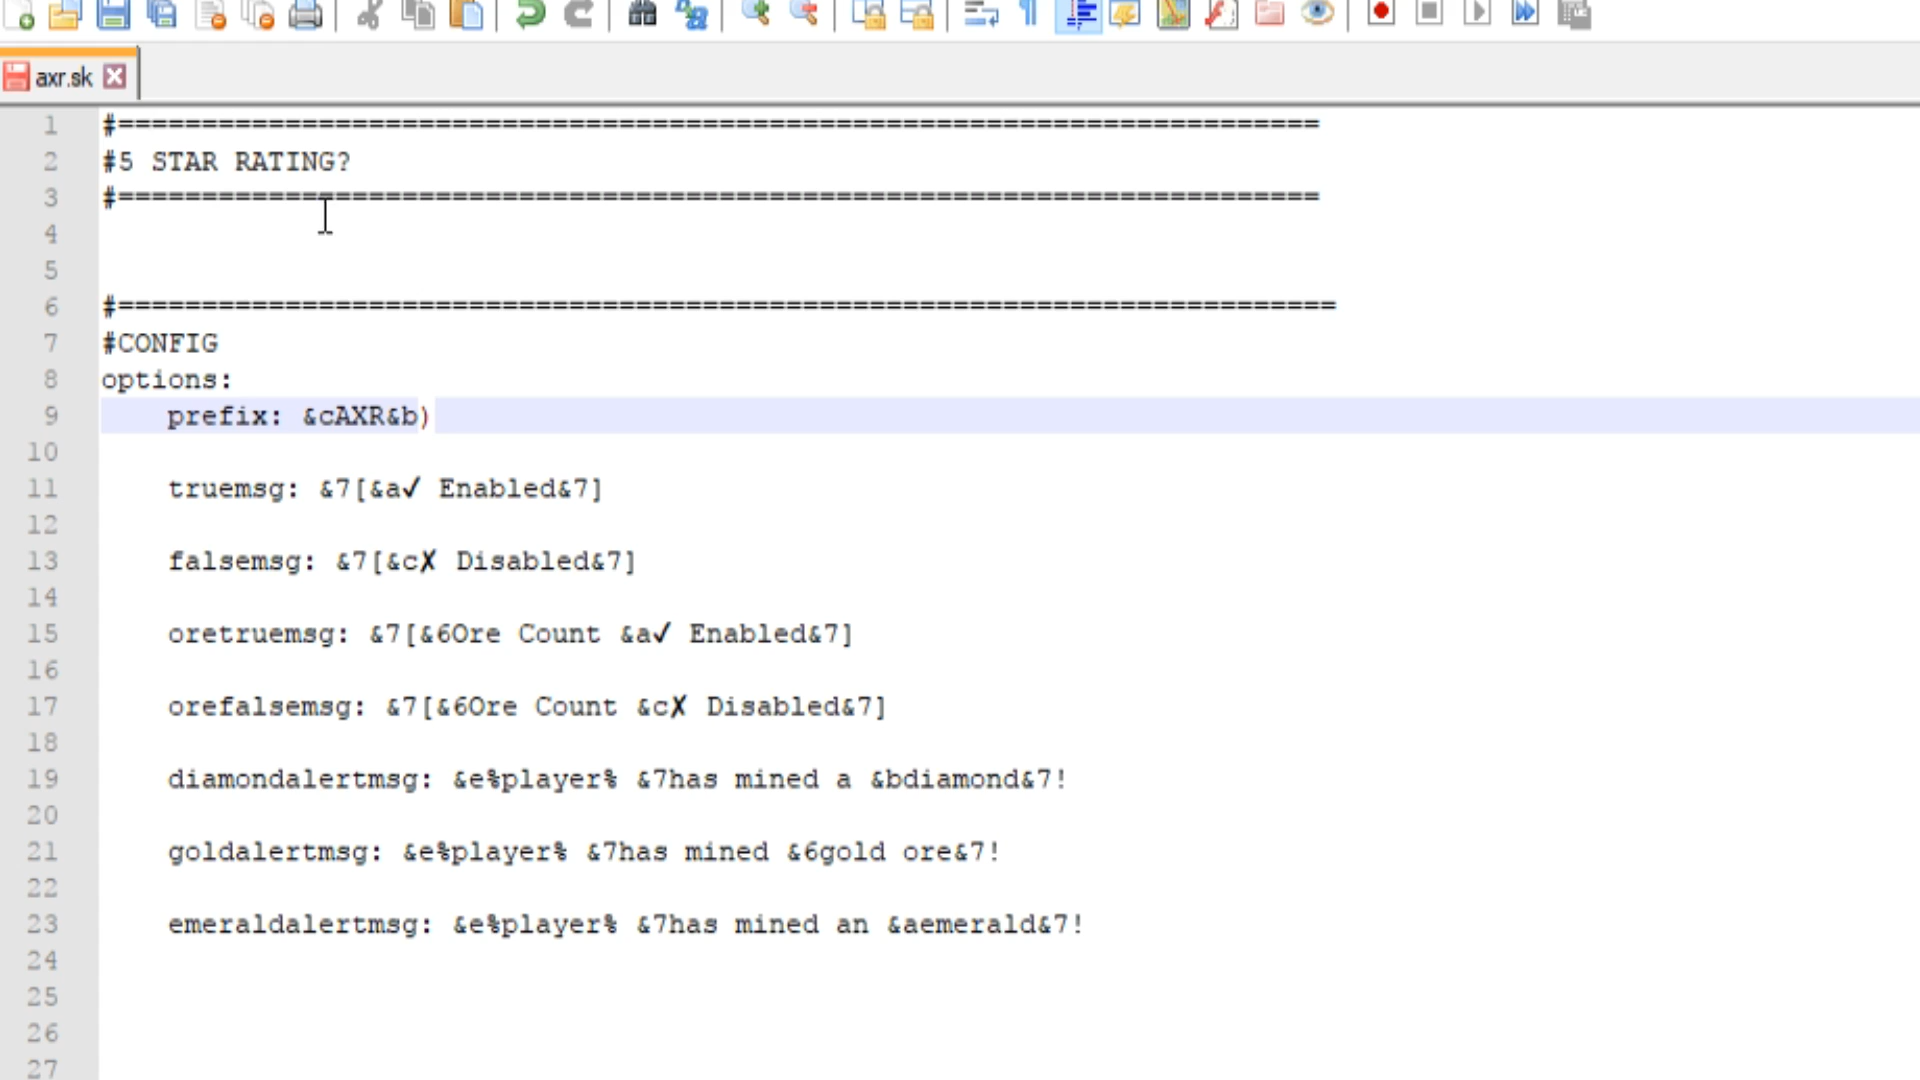 axr.sk
1 #========================================================================
2 #5 STAR RATING?
3 #========================================================================
4
5
6 #=========================================================================
7 #CONFIG
8 options:
9 prefix: &cAXR&b)
10
11 truemsg: &7[&a✓ Enabled&7]
12
13 falsemsg: &7[&c✗ Disabled&7]
14
15 oretruemsg: &7[&6Ore Count &a✓ Enabled&7]
16
17 orefalsemsg: &7[&6Ore Count &c✗ Disabled&7]
18
19 diamondalertmsg: &e%player% &7has mined a &bdiamond&7!
20
21 goldalertmsg: &e%player% &7has mined &6gold ore&7!
22
23 emeraldalertmsg: &e%player% &7has mined an &aemerald&7!
24
25
26
27